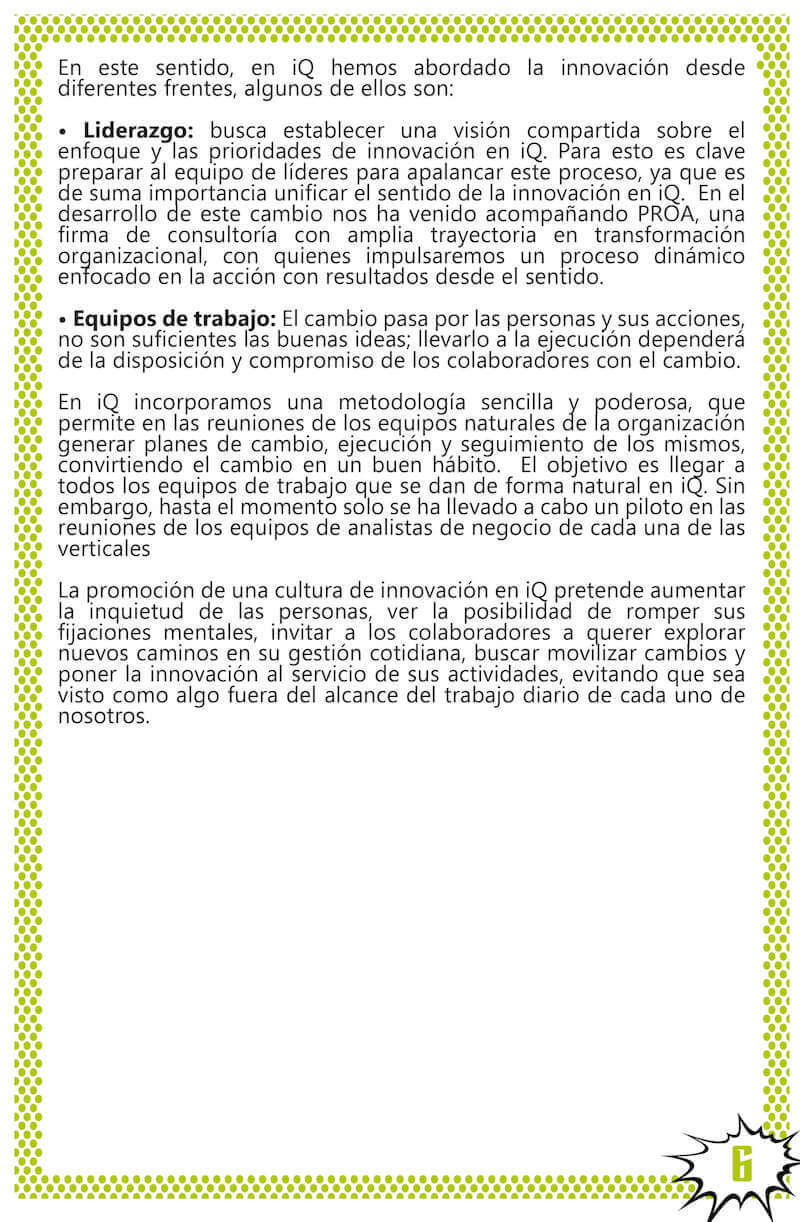 En este sentido, en iQ hemos abordado la innovación desde
diferentes frentes, algunos de ellos son:
• Liderazgo: busca establecer una visión compartida sobre el
enfoque y las prioridades de innovación en iQ. Para esto es clave
preparar al equipo de líderes para apalancar este proceso, ya que es
de suma importancia unificar el sentido de la innovación en iQ.  En el
desarrollo de este cambio nos ha venido acompañando PROA, una
firma de consultoría con amplia trayectoria en transformación
organizacional, con quienes impulsaremos un proceso dinámico
enfocado en la acción con resultados desde el sentido.
• Equipos de trabajo: El cambio pasa por las personas y sus acciones,
no son suficientes las buenas ideas; llevarlo a la ejecución dependerá
de la disposición y compromiso de los colaboradores con el cambio.
En iQ incorporamos una metodología sencilla y poderosa, que
permite en las reuniones de los equipos naturales de la organización
generar planes de cambio, ejecución y seguimiento de los mismos,
convirtiendo el cambio en un buen hábito.  El objetivo es llegar a
todos los equipos de trabajo que se dan de forma natural en iQ. Sin
embargo, hasta el momento solo se ha llevado a cabo un piloto en las
reuniones de los equipos de analistas de negocio de cada una de las
verticales
La promoción de una cultura de innovación en iQ pretende aumentar
la inquietud de las personas, ver la posibilidad de romper sus
fijaciones mentales, invitar a los colaboradores a querer explorar
nuevos caminos en su gestión cotidiana, buscar movilizar cambios y
poner la innovación al servicio de sus actividades, evitando que sea
visto como algo fuera del alcance del trabajo diario de cada uno de
nosotros.
6